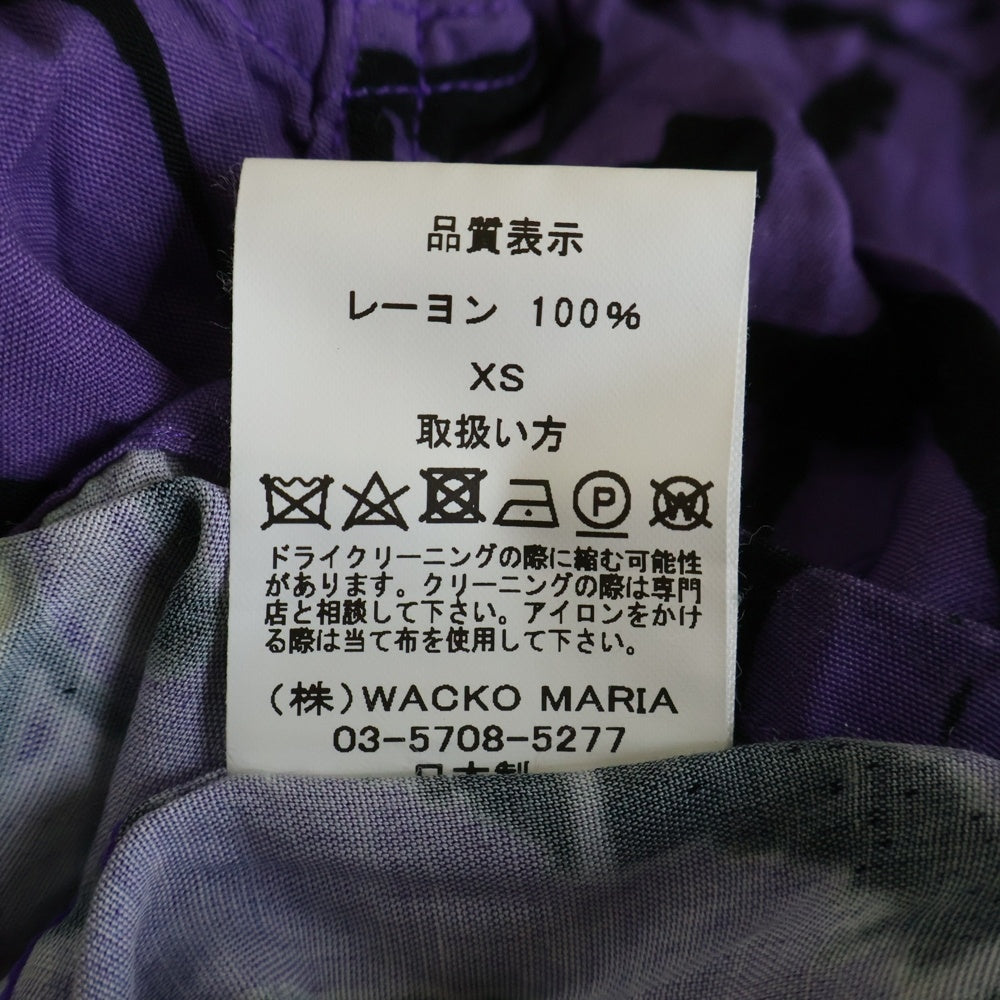 品質表示
レーヨン 100%
XS
取扱い方
P W
ドライクリーニングの際に縮む可能性
があります。クリーニングの際は専門
店と相談して下さい。アイロンをかけ
る際は当て布を使用して下さい。
(株)WACKO MARIA
03-5708-5277
日本製